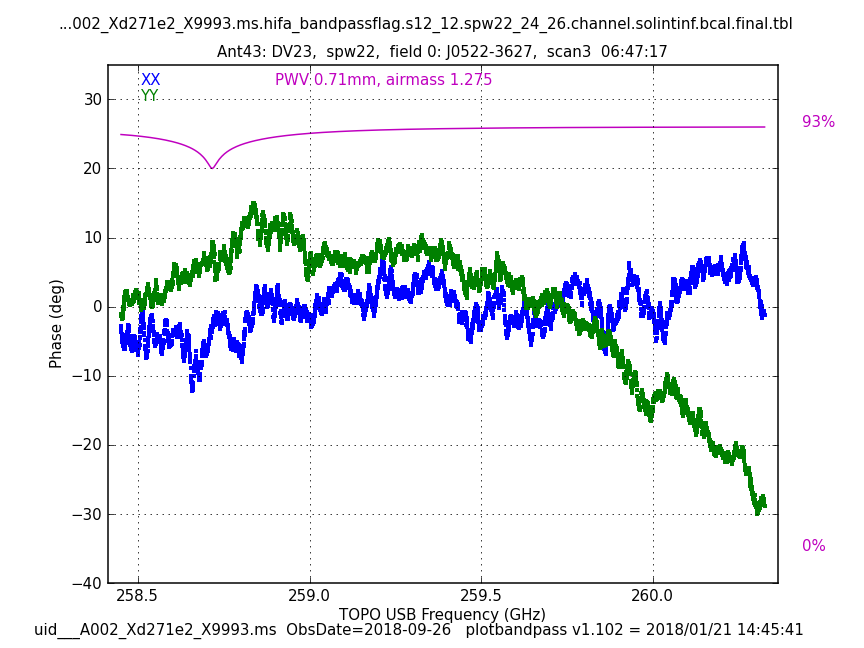 ...002_Xd271e2_X9993.ms.hifa_bandpassflag.s12_12.spw22_24_26.channel.solintinf.bcal.final.tbl
Ant43: DV23, spw22, field 0: J0522-3627, scan3 06:47:17
XX
PWV 0.71mm, airmass 1.275
YY
30
20
10
0
−10
−20
−30
−40
Phase (deg)
93%
0%
258.5
259.0
259.5
260.0
TOPO USB Frequency (GHz)
uid___A002_Xd271e2_X9993.ms ObsDate=2018-09-26 plotbandpass v1.102 = 2018/01/21 14:45:41